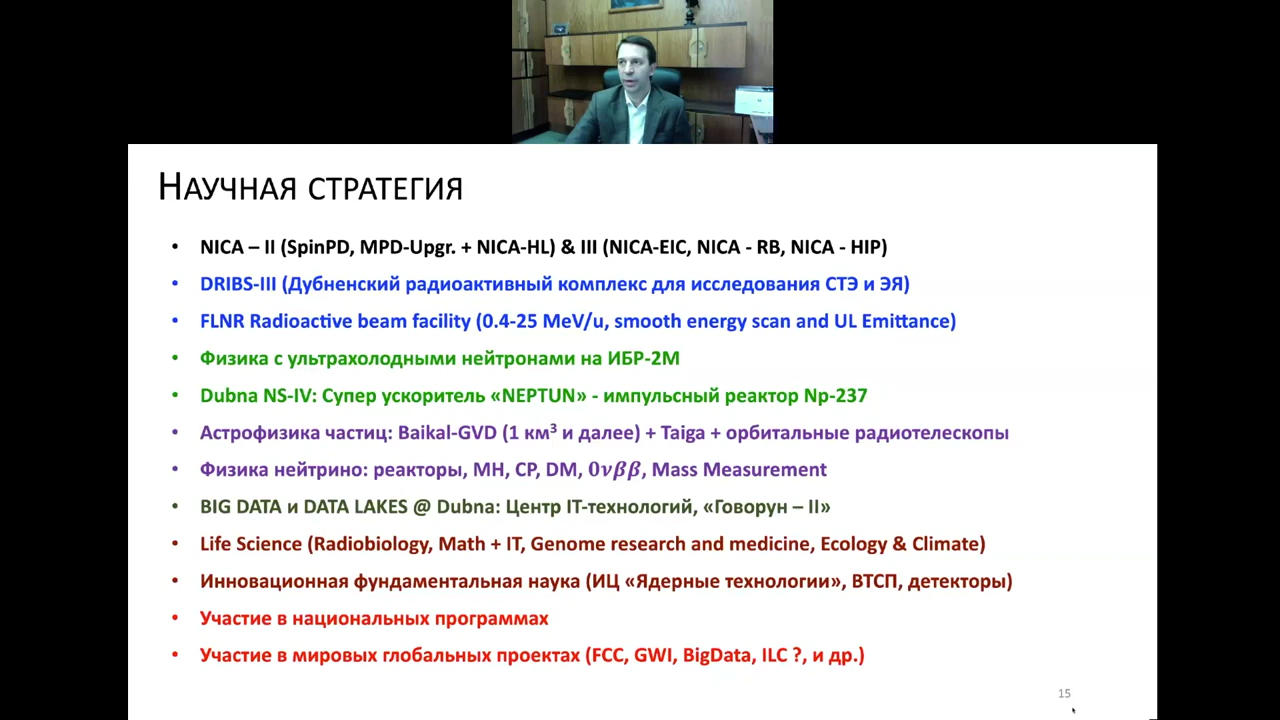 НАУЧНАЯ СТРАТЕГИЯ
• NICA – II (SpinPD, MPD-Upgr. + NICA-HL) & III (NICA-EIC, NICA - RB, NICA - HIP)
• DRIBS-III (Дубненский радиоактивный комплекс для исследования СТЭ и ЭЯ)
• FLNR Radioactive beam facility (0.4-25 MeV/u, smooth energy scan and UL Emittance)
• Физика с ультрахолодными нейтронами на ИБР-2М
• Dubna NS-IV: Супер ускоритель «NEPTUN» - импульсный реактор Np-237
• Астрофизика частиц: Baikal-GVD (1 км³ и далее) + Taiga + орбитальные радиотелескопы
• Физика нейтрино: реакторы, MH, CP, DM, 0νββ, Mass Measurement
• BIG DATA и DATA LAKES @ Dubna: Центр IT-технологий, «Говорун – II»
• Life Science (Radiobiology, Math + IT, Genome research and medicine, Ecology & Climate)
• Инновационная фундаментальная наука (ИЦ «Ядерные технологии», ВТСП, детекторы)
• Участие в национальных программах
• Участие в мировых глобальных проектах (FCC, GWI, BigData, ILC ?, и др.)
15